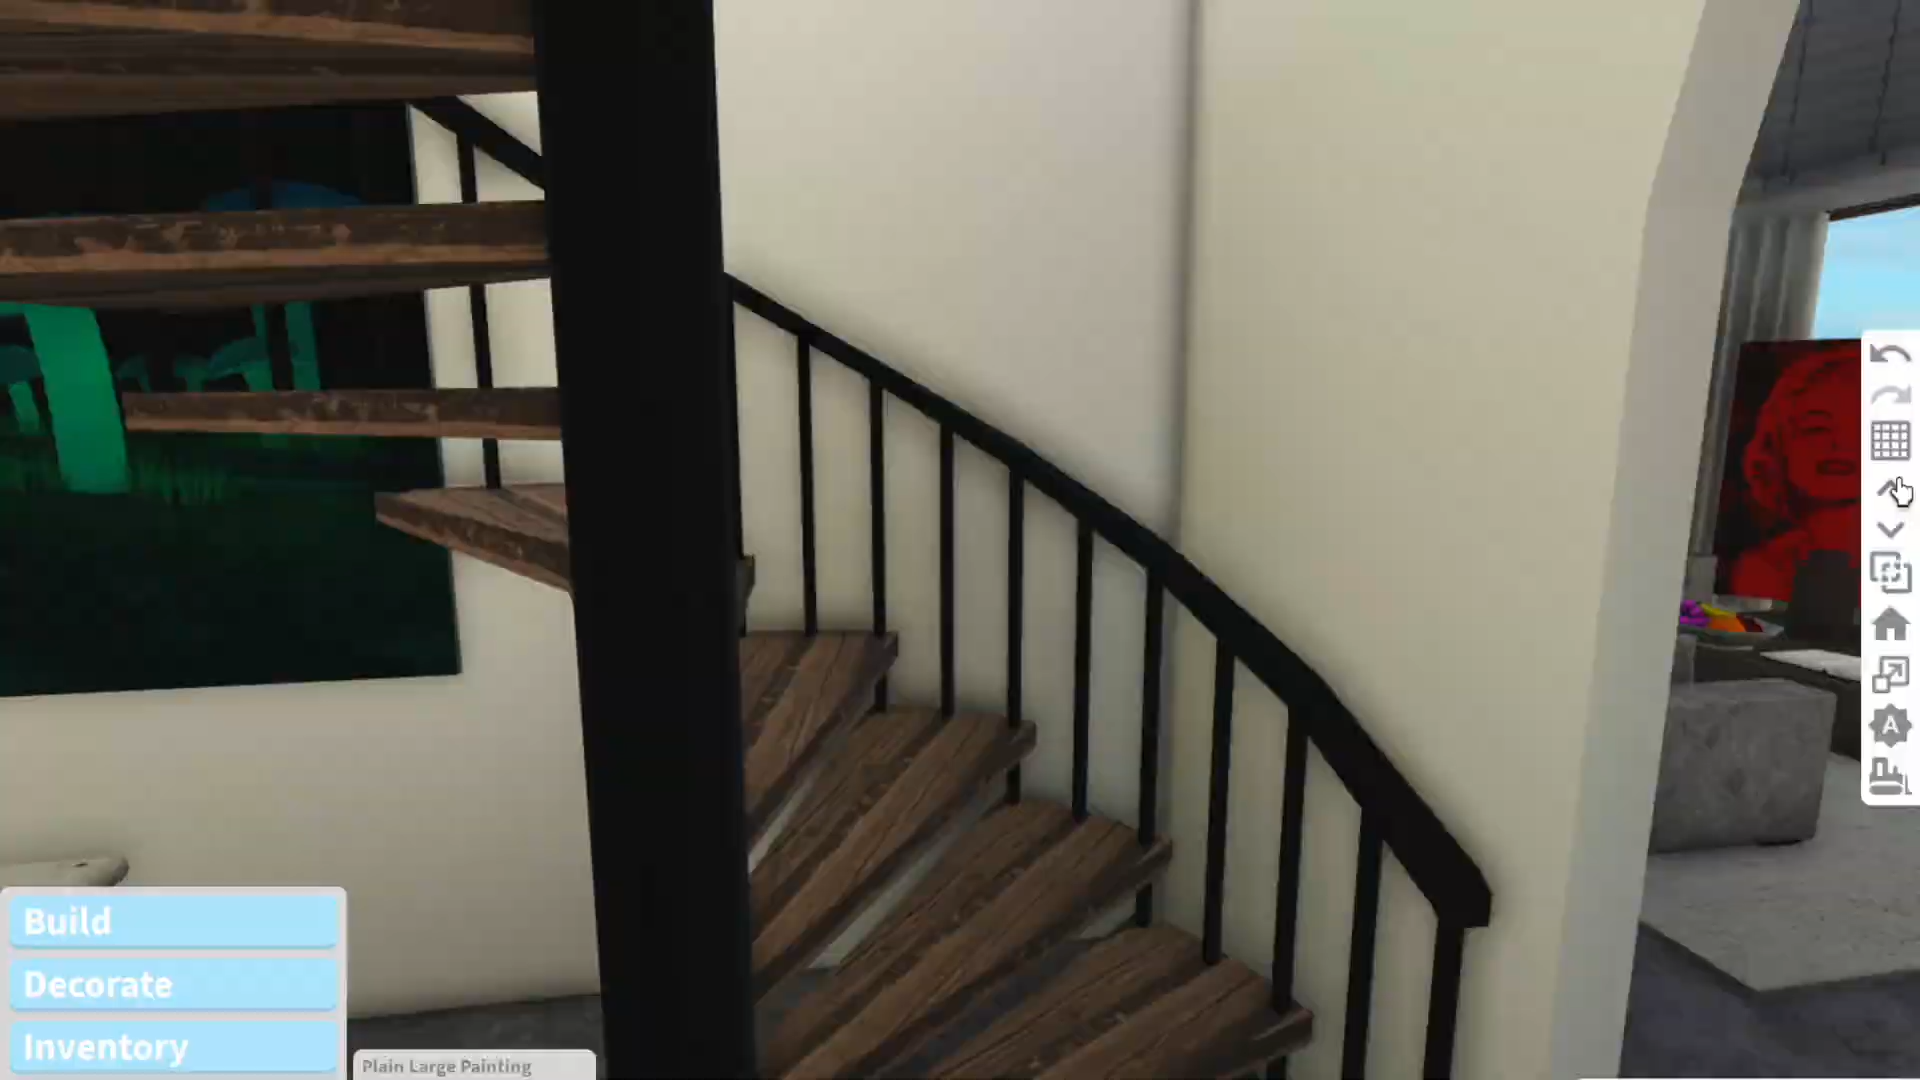 A
Build
Decorate
Inventory
Plain Large Painting